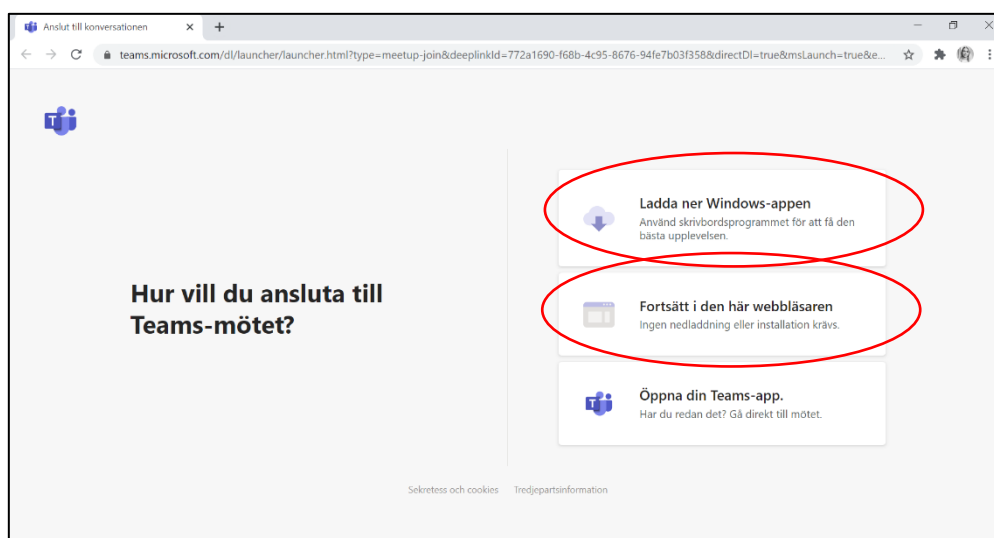 Anslut till konversationen
teams.microsoft.com/dl/launcher/launcher.html?type=meetup-join&deeplinkId=772a1690-f68b-4c95-8676-94fe7b03f358&directDl=true&msLaunch=true&e...
Ladda ner Windows-appen
Använd skrivbordsprogrammet för att få den
bästa upplevelsen.
Hur vill du ansluta till
Teams-mötet?
Fortsätt i den här webbläsaren
Ingen nedladdning eller installation krävs.
Öppna din Teams-app.
Har du redan det? Gå direkt till mötet.
Sekretess och cookies Tredjepartsinformation